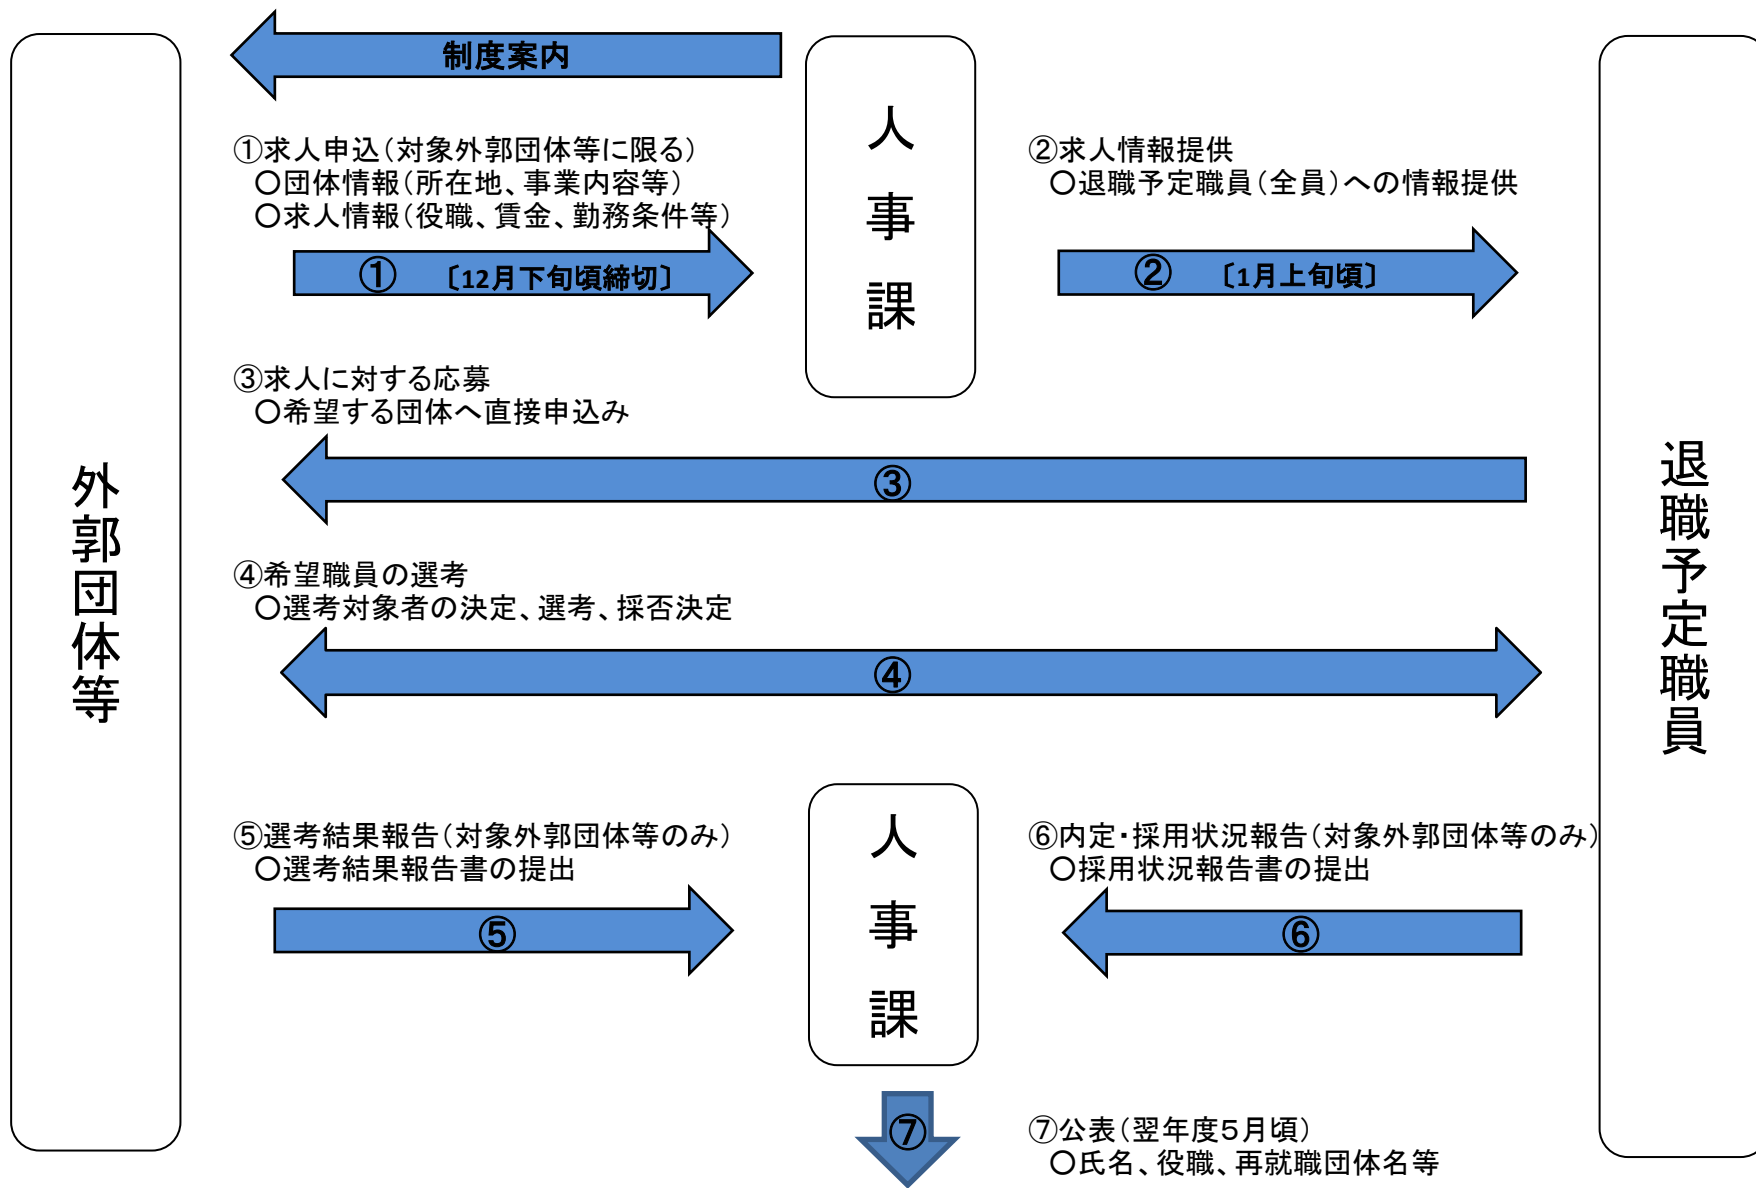 制度案内
外郭団体等
人事課
退職予定職員
①求人申込(対象外郭団体等に限る)
○団体情報(所在地、事業内容等)
○求人情報(役職、賃金、勤務条件等)
① 〔12月下旬頃締切〕
②求人情報提供
○退職予定職員(全員)への情報提供
② 〔1月上旬頃〕
③求人に対する応募
○希望する団体へ直接申込み
③
④希望職員の選考
○選考対象者の決定、選考、採否決定
④
⑤選考結果報告(対象外郭団体等のみ)
○選考結果報告書の提出
⑤
人事課
⑥内定・採用状況報告(対象外郭団体等のみ)
○採用状況報告書の提出
⑥
⑦
⑦公表(翌年度5月頃)
○氏名、役職、再就職団体名等